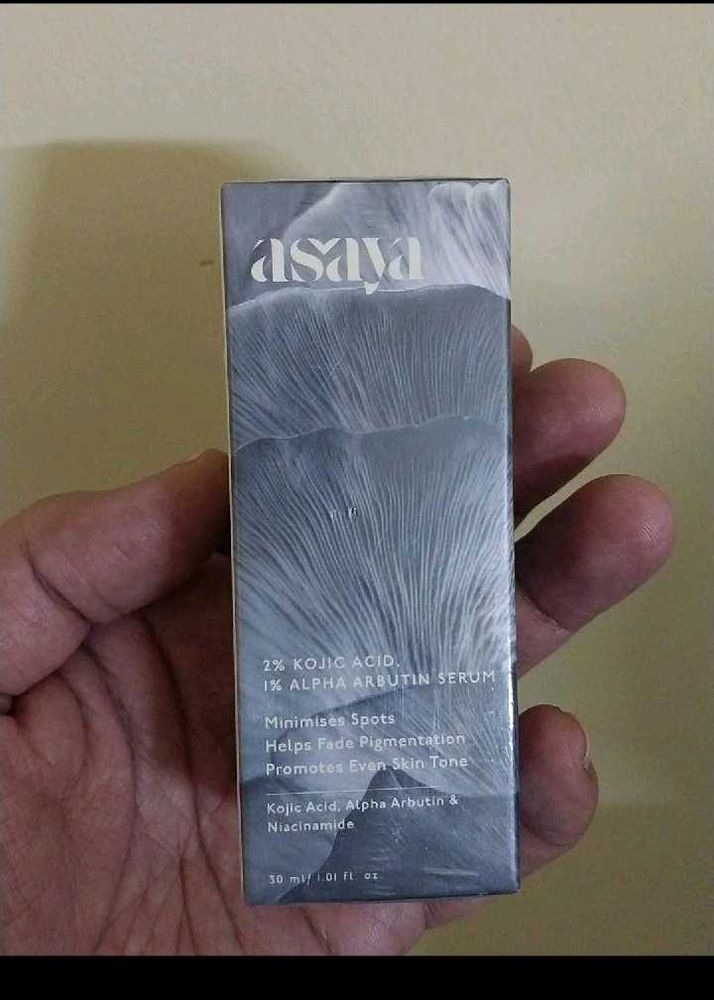 asaya
2% KOJIC ACID,
1% ALPHA ARBUTIN SERUM
Minimises Spots
Helps Fade Pigmentation
Promotes Even Skin Tone
Kojic Acid, Alpha Arbutin &
Niacinamide
30 ml/ 1.01 fl. oz.